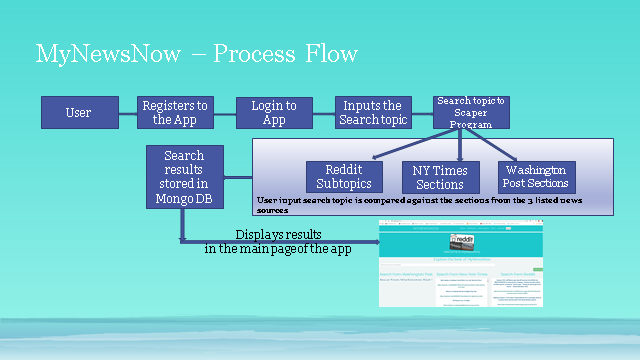 MyNewsNow – Process Flow
User
Registers to
the App
Login to
App
Inputs the
Search topic
Search topic to
Scaper
Program
Search
results
stored in
Mongo DB
Reddit
Subtopics
NY Times
Sections
Washington
Post Sections
User input search topic is compared against the sections from the 3 listed news
sources
Displays results
in the main page of the app
reddit